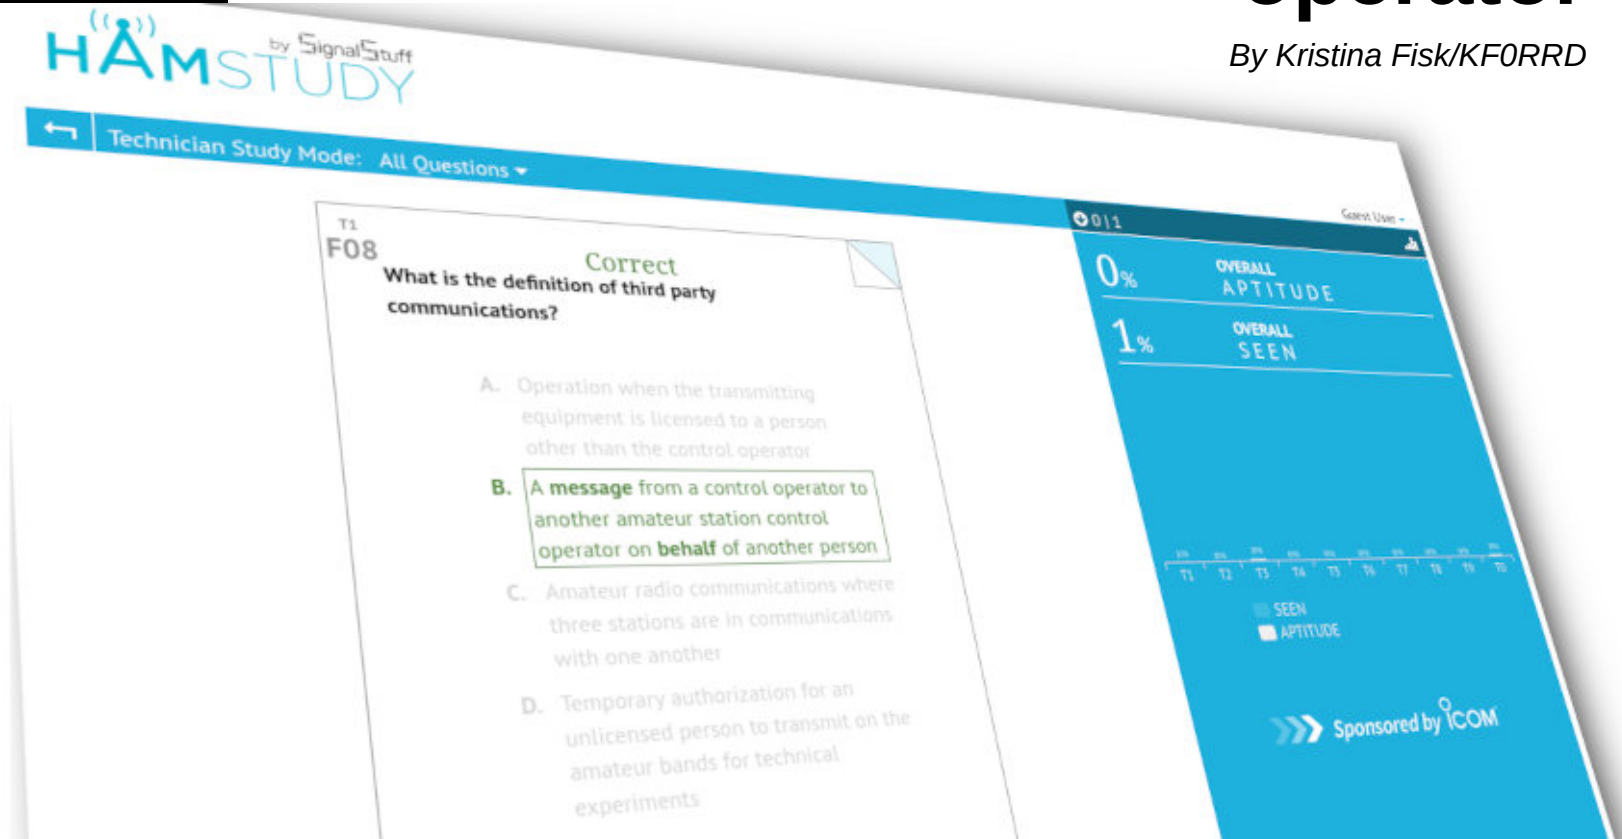 operator
By Kristina Fisk/KF0RRD
HAMSTUDY
by SignalStuff
Technician Study Mode: All Questions
Guest User
0|1
T1
F08
Correct
What is the definition of third party
communications?
A. Operation when the transmitting
equipment is licensed to a person
other than the control operator
B. A message from a control operator to
another amateur station control
operator on behalf of another person
C. Amateur radio communications where
three stations are in communications
with one another
D. Temporary authorization for an
unlicensed person to transmit on the
amateur bands for technical
experiments
0% OVERALL
APTITUDE
1% OVERALL
SEEN
T1 T2 T3 T4 T5 T6 T7 T8 T9 T0
SEEN
APTITUDE
Sponsored by ICOM